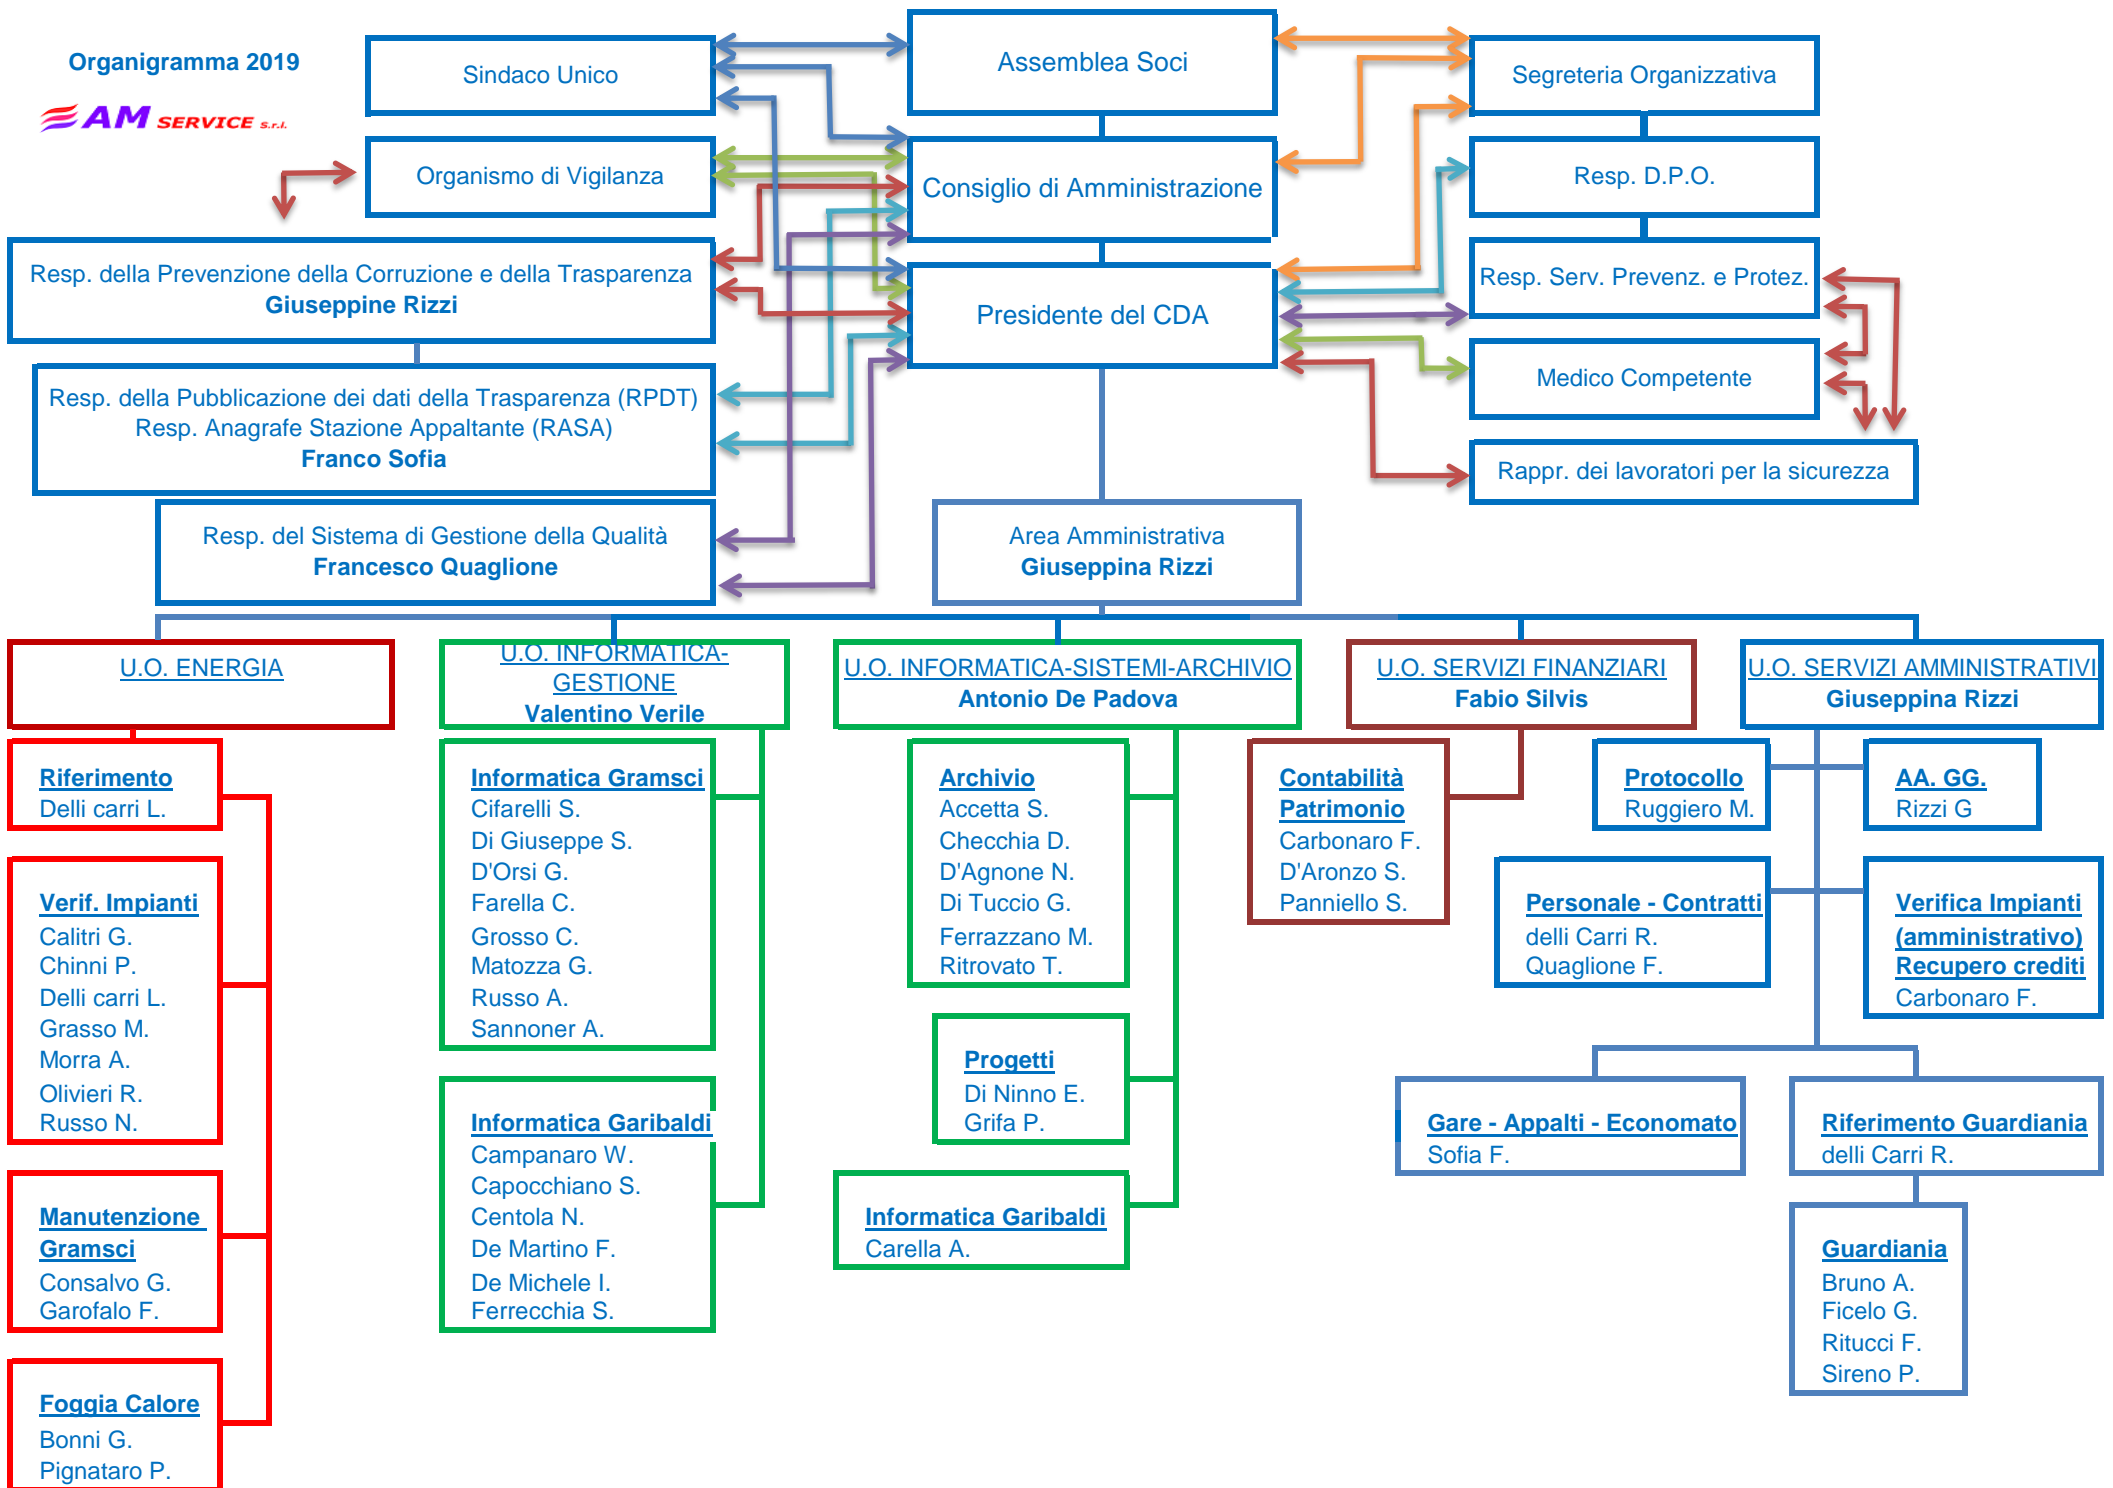 Organigramma 2019
AM SERVICE s.r.l.
Sindaco Unico
Assemblea Soci
Segreteria Organizzativa
Organismo di Vigilanza
Consiglio di Amministrazione
Resp. D.P.O.
Resp. della Prevenzione della Corruzione e della Trasparenza
Giuseppine Rizzi
Presidente del CDA
Resp. Serv. Prevenz. e Protez.
Resp. della Pubblicazione dei dati della Trasparenza (RPDT)
Resp. Anagrafe Stazione Appaltante (RASA)
Franco Sofia
Medico Competente
Rappr. dei lavoratori per la sicurezza
Resp. del Sistema di Gestione della Qualità
Francesco Quaglione
Area Amministrativa
Giuseppina Rizzi
U.O. ENERGIA
U.O. INFORMATICA-
GESTIONE
Valentino Verile
U.O. INFORMATICA-SISTEMI-ARCHIVIO
Antonio De Padova
U.O. SERVIZI FINANZIARI
Fabio Silvis
U.O. SERVIZI AMMINISTRATIVI
Giuseppina Rizzi
Riferimento
Delli carri L.
Verif. Impianti
Calitri G.
Chinni P.
Delli carri L.
Grasso M.
Morra A.
Olivieri R.
Russo N.
Manutenzione
Gramsci
Consalvo G.
Garofalo F.
Foggia Calore
Bonni G.
Pignataro P.
Informatica Gramsci
Cifarelli S.
Di Giuseppe S.
D'Orsi G.
Farella C.
Grosso C.
Matozza G.
Russo A.
Sannoner A.
Informatica Garibaldi
Campanaro W.
Capocchiano S.
Centola N.
De Martino F.
De Michele I.
Ferrecchia S.
Archivio
Accetta S.
Checchia D.
D'Agnone N.
Di Tuccio G.
Ferrazzano M.
Ritrovato T.
Progetti
Di Ninno E.
Grifa P.
Informatica Garibaldi
Carella A.
Contabilità
Patrimonio
Carbonaro F.
D'Aronzo S.
Panniello S.
Protocollo
Ruggiero M.
AA. GG.
Rizzi G
Personale - Contratti
delli Carri R.
Quaglione F.
Verifica Impianti
(amministrativo)
Recupero crediti
Carbonaro F.
Gare - Appalti - Economato
Sofia F.
Riferimento Guardiania
delli Carri R.
Guardiania
Bruno A.
Ficelo G.
Ritucci F.
Sireno P.